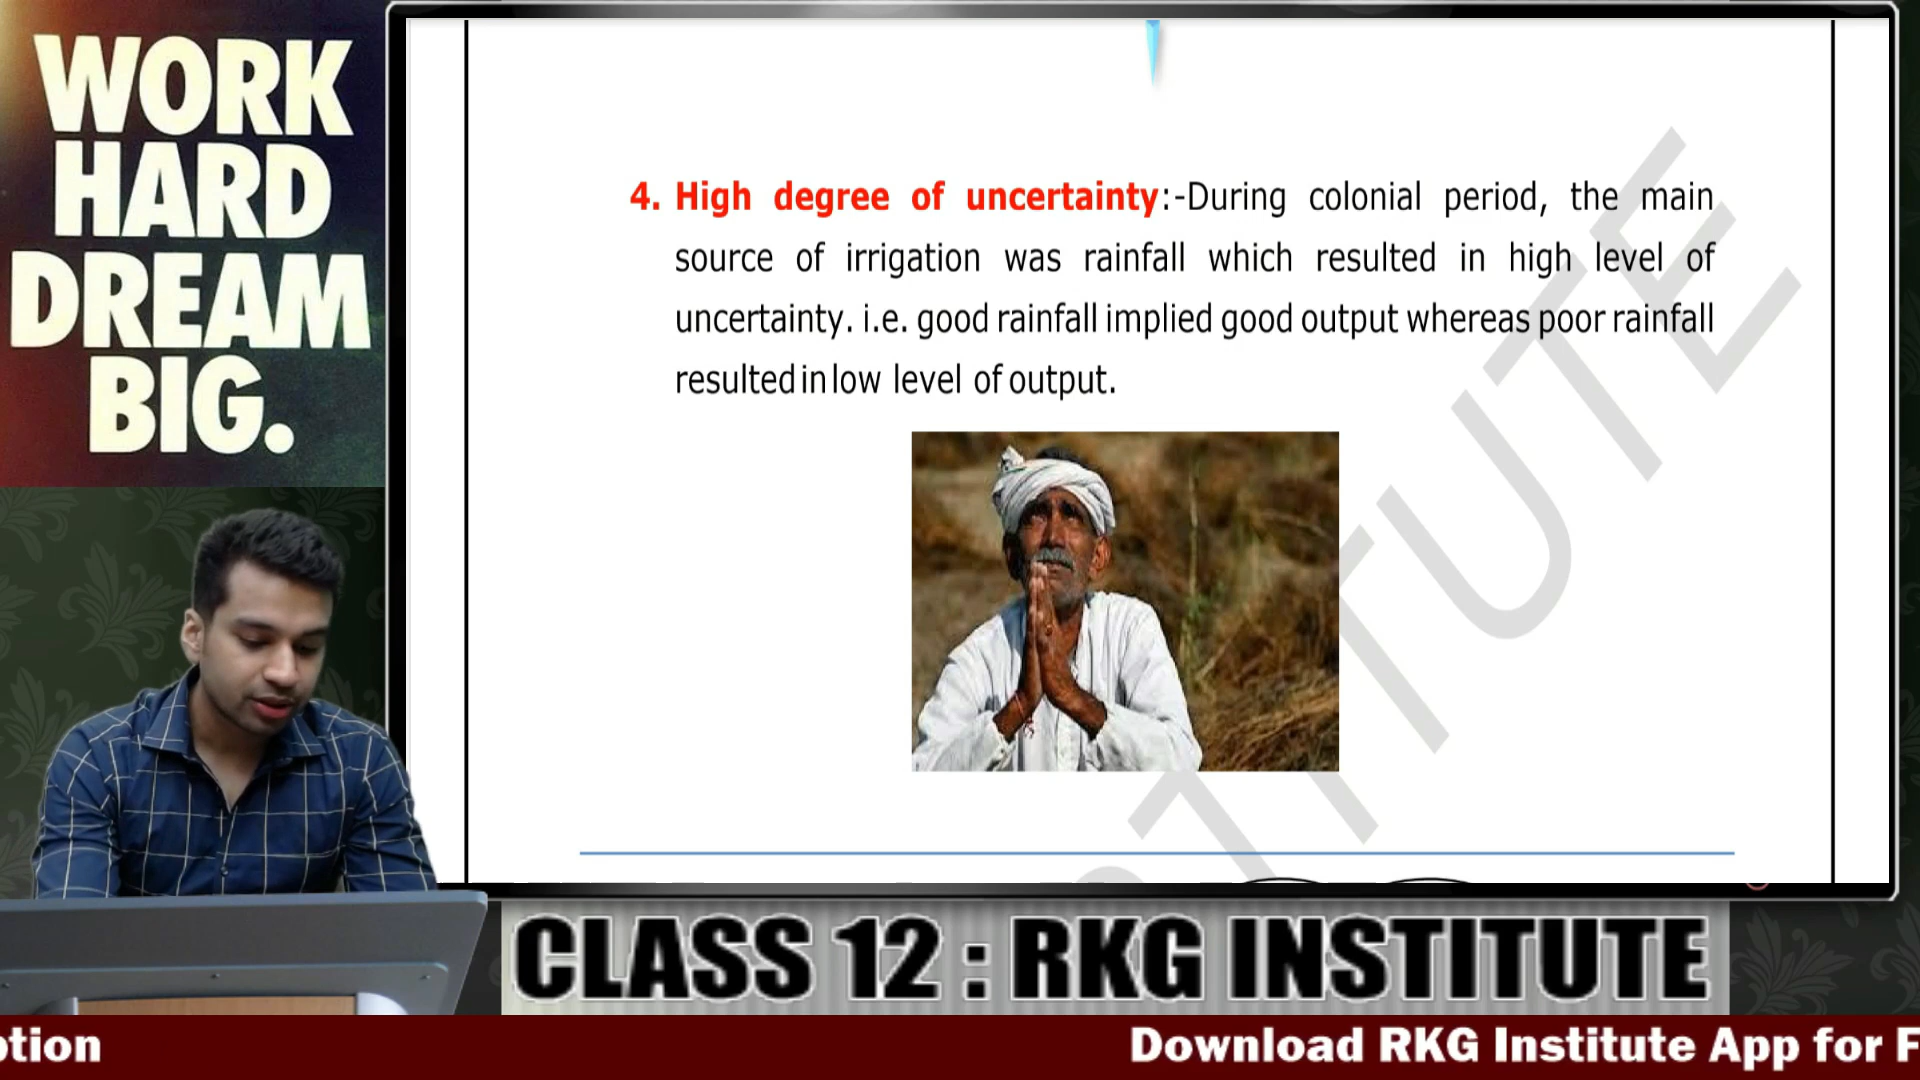 WORK
HARD
DREAM
BIG.
4. High degree of uncertainty:-During colonial period, the main
source of irrigation was rainfall which resulted in high level of
uncertainty. i.e. good rainfall implied good output whereas poor rainfall
resulted in low level of output.
TITUTE
CLASS 12 : RKG INSTITUTE
otion
Download RKG Institute App for F